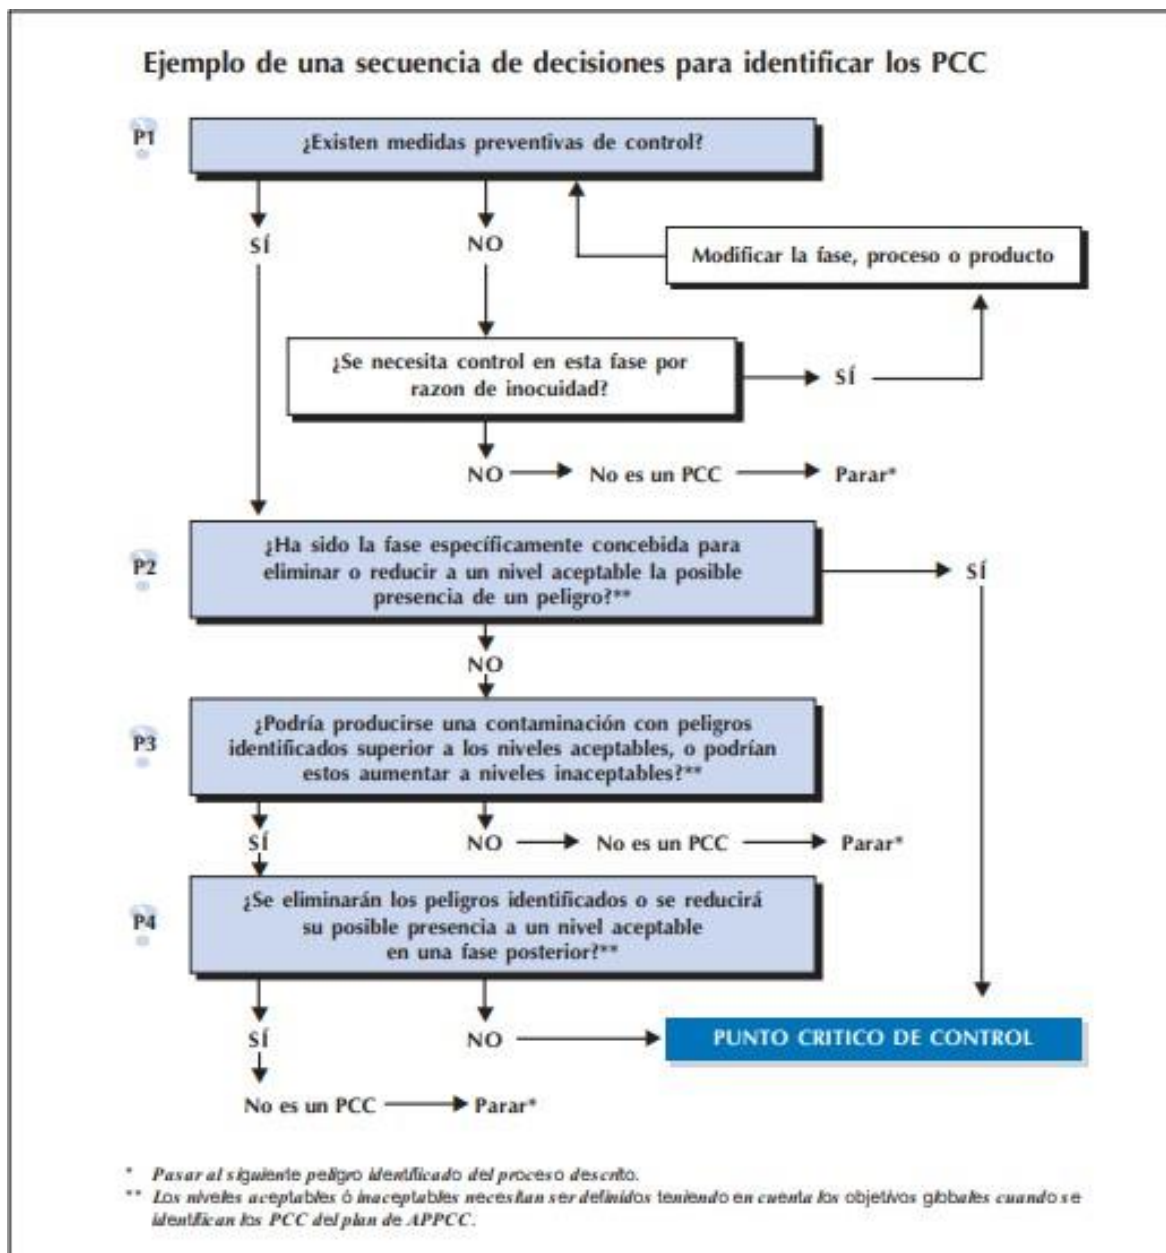 Ejemplo de una secuencia de decisiones para identificar los PCC
P1
¿Existen medidas preventivas de control?
SÍ
NO
Modificar la fase, proceso o producto
¿Se necesita control en esta fase por
razon de inocuidad?
SÍ
NO
No es un PCC
Parar*
P2
¿Ha sido la fase específicamente concebida para
eliminar o reducir a un nivel aceptable la posible
presencia de un peligro?**
SÍ
NO
P3
¿Podría producirse una contaminación con peligros
identificados superior a los niveles aceptables, o podrían
estos aumentar a niveles inaceptables?**
SÍ
NO
No es un PCC
Parar*
P4
¿Se eliminarán los peligros identificados o se reducirá
su posible presencia a un nivel aceptable
en una fase posterior?**
SÍ
NO
PUNTO CRITICO DE CONTROL
No es un PCC
Parar*
* Pasar al siguiente peligro identificado del proceso descrito.
** Los niveles aceptables ó inaceptables necesitan ser definidos teniendo en cuenta los objetivos globales cuando se
identifican los PCC del plan de APPCC.